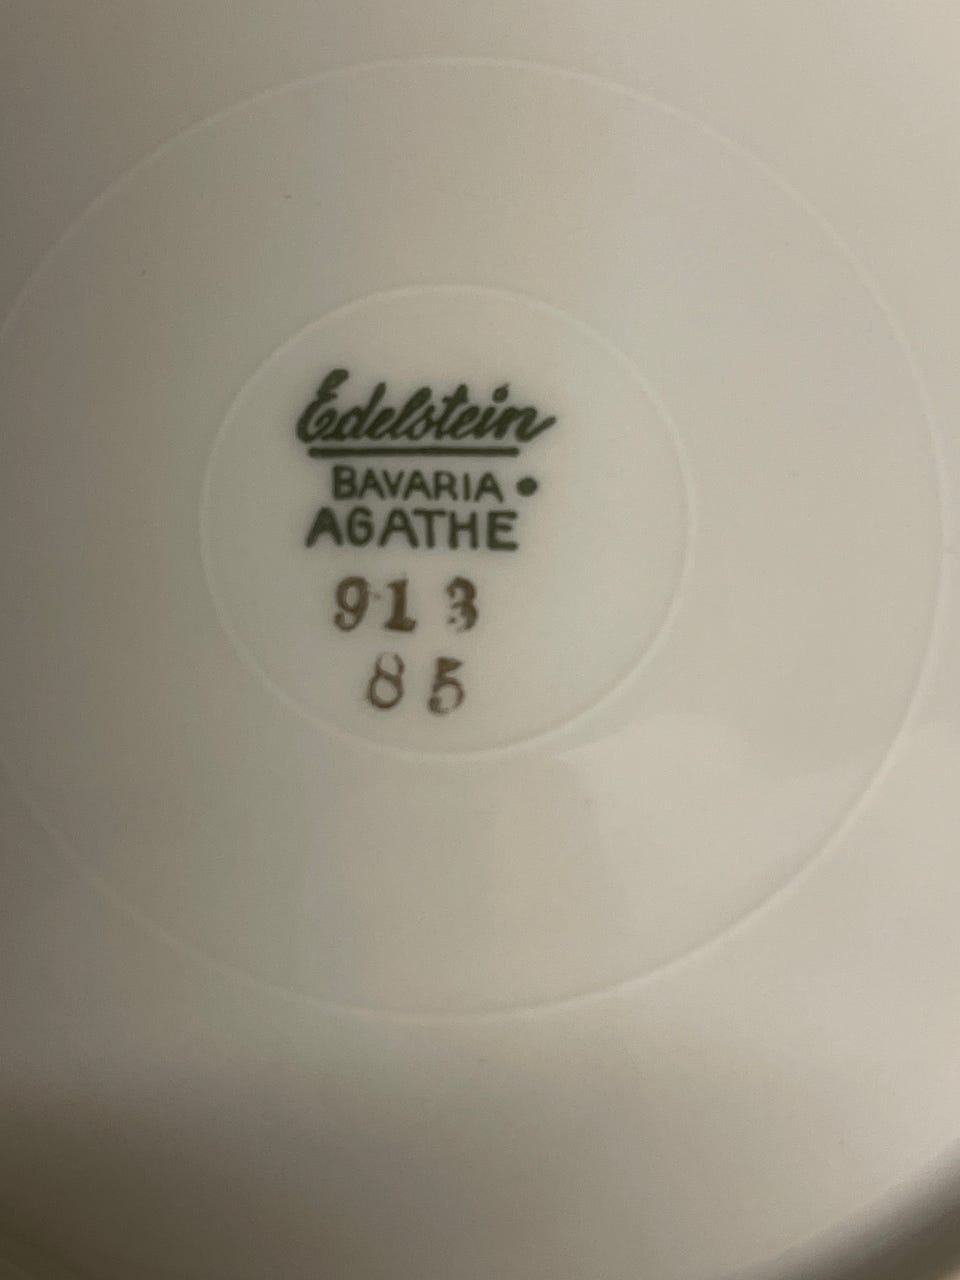 Edelstein
BAVARIA •
AGATHE
913
85